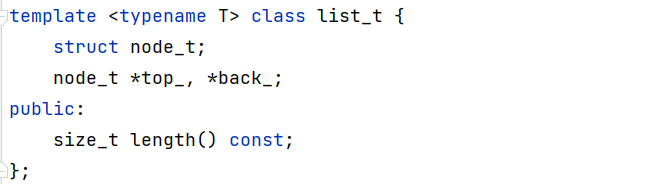 template <typename T> class list_t {
    struct node_t;
    node_t *top_, *back_;
public:
    size_t length() const;
};